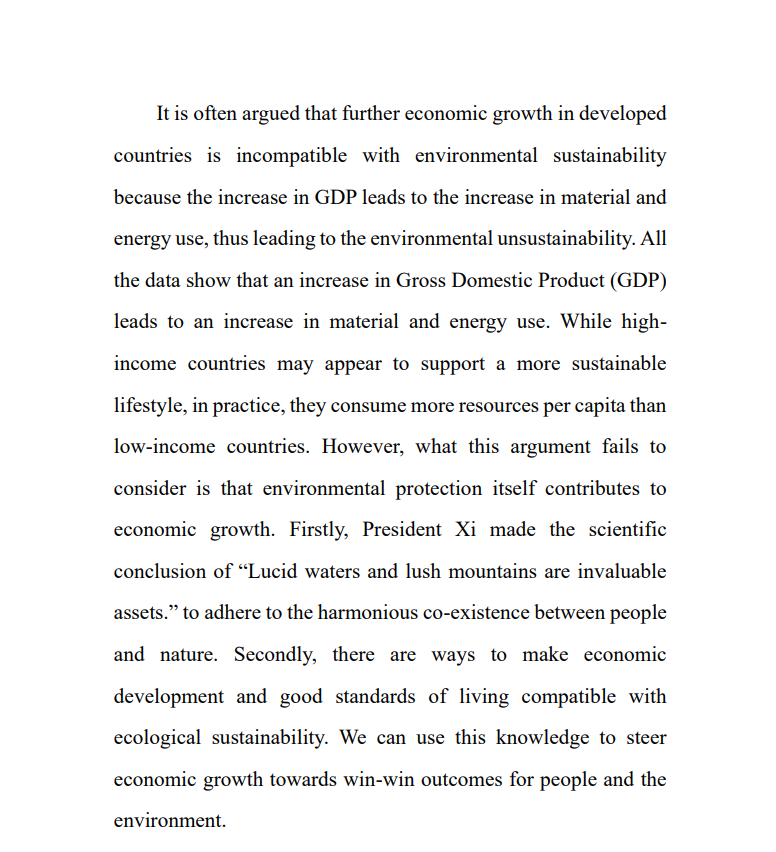 It is often argued that further economic growth in developed
countries is incompatible with environmental sustainability
because the increase in GDP leads to the increase in material and
energy use, thus leading to the environmental unsustainability. All
the data show that an increase in Gross Domestic Product (GDP)
leads to an increase in material and energy use. While high-
income countries may appear to support a more sustainable
lifestyle, in practice, they consume more resources per capita than
low-income countries. However, what this argument fails to
consider is that environmental protection itself contributes to
economic growth. Firstly, President Xi made the scientific
conclusion of “Lucid waters and lush mountains are invaluable
assets.” to adhere to the harmonious co-existence between people
and nature. Secondly, there are ways to make economic
development and good standards of living compatible with
ecological sustainability. We can use this knowledge to steer
economic growth towards win-win outcomes for people and the
environment.